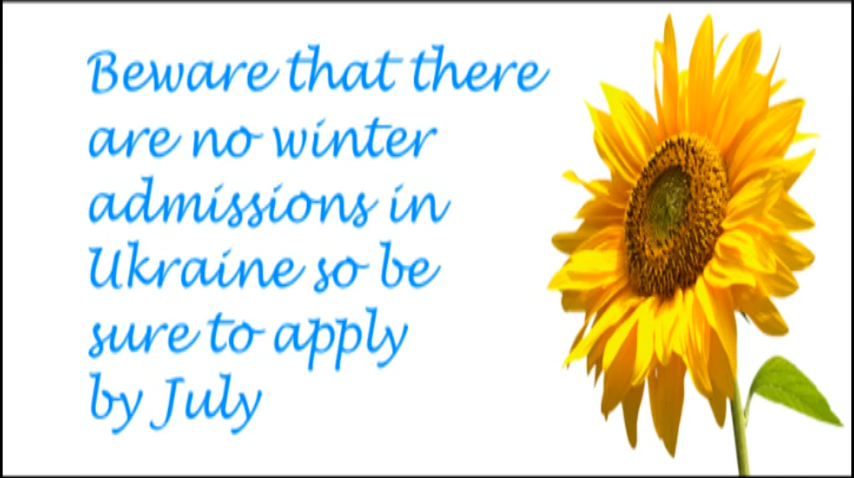 Beware that there
are no winter
admissions in
Ukraine so be
sure to apply
by July